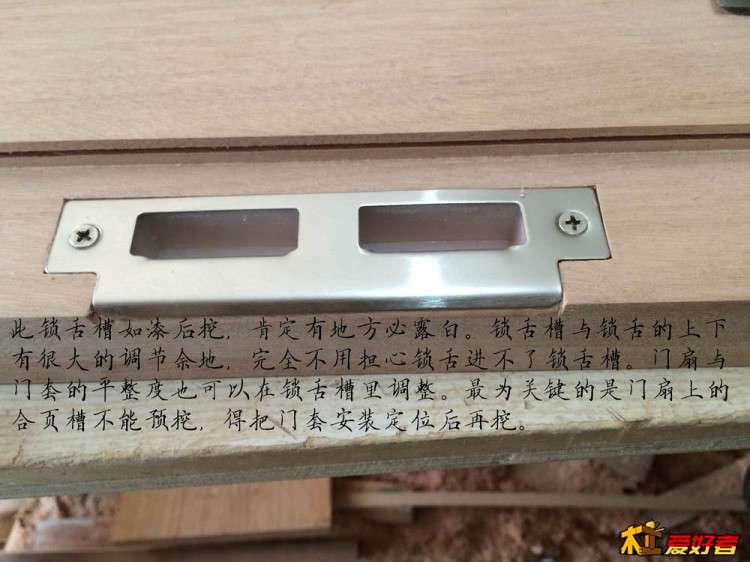 此锁舌槽如漆后挖，肯定有地方必露白。锁舌槽与锁舌的上下
有很大的调节余地，完全不用担心锁舌进不了锁舌槽。门扇与
门套的平整度也可以在锁舌槽里调整。最为关键的是门扇上的
合页槽不能预挖，得把门套安装定位后再挖。
木工爱好者